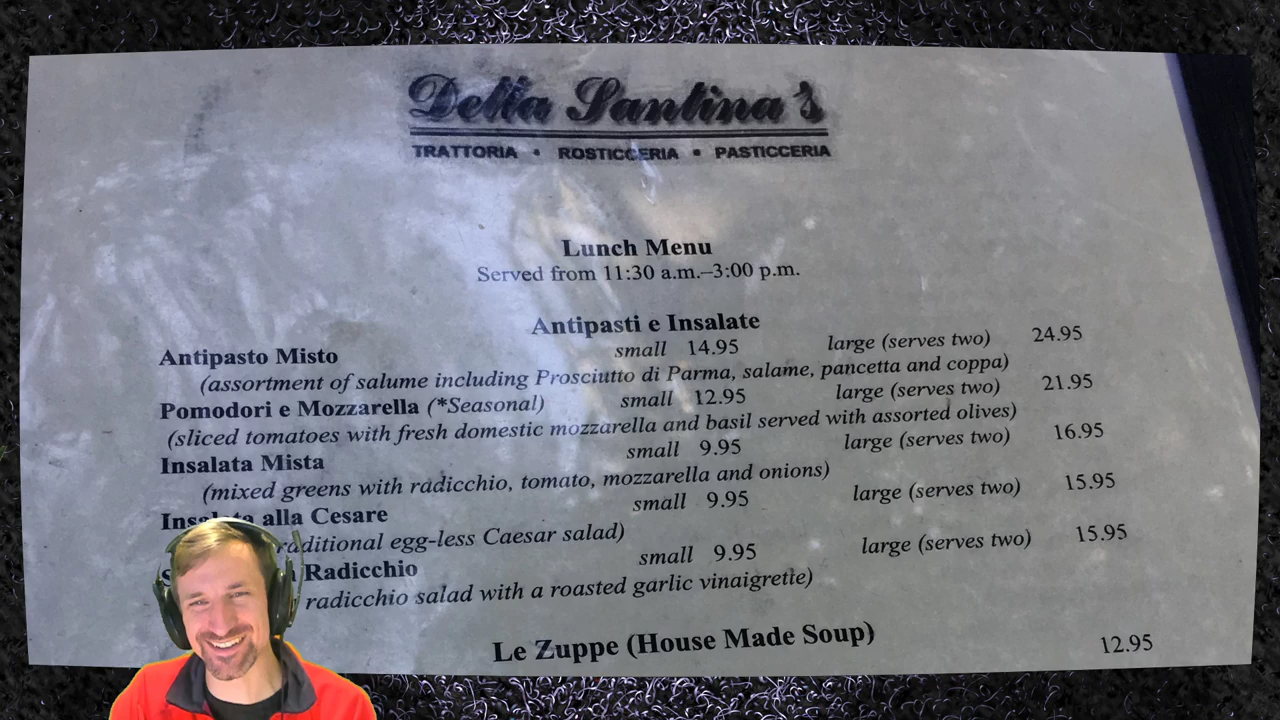 Della Santina's
TRATTORIA • ROSTICCERIA • PASTICCERIA
Lunch Menu
Served from 11:30 a.m.–3:00 p.m.
Antipasti e Insalate
Antipasto Misto small 14.95 large (serves two) 24.95
(assortment of salume including Prosciutto di Parma, salame, pancetta and coppa)
Pomodori e Mozzarella (*Seasonal) small 12.95 large (serves two) 21.95
(sliced tomatoes with fresh domestic mozzarella and basil served with assorted olives)
Insalata Mista small 9.95 large (serves two) 16.95
(mixed greens with radicchio, tomato, mozzarella and onions)
Insalata alla Cesare small 9.95 large (serves two) 15.95
raditional egg-less Caesar salad)
Radicchio small 9.95 large (serves two) 15.95
radicchio salad with a roasted garlic vinaigrette)
Le Zuppe (House Made Soup) 12.95